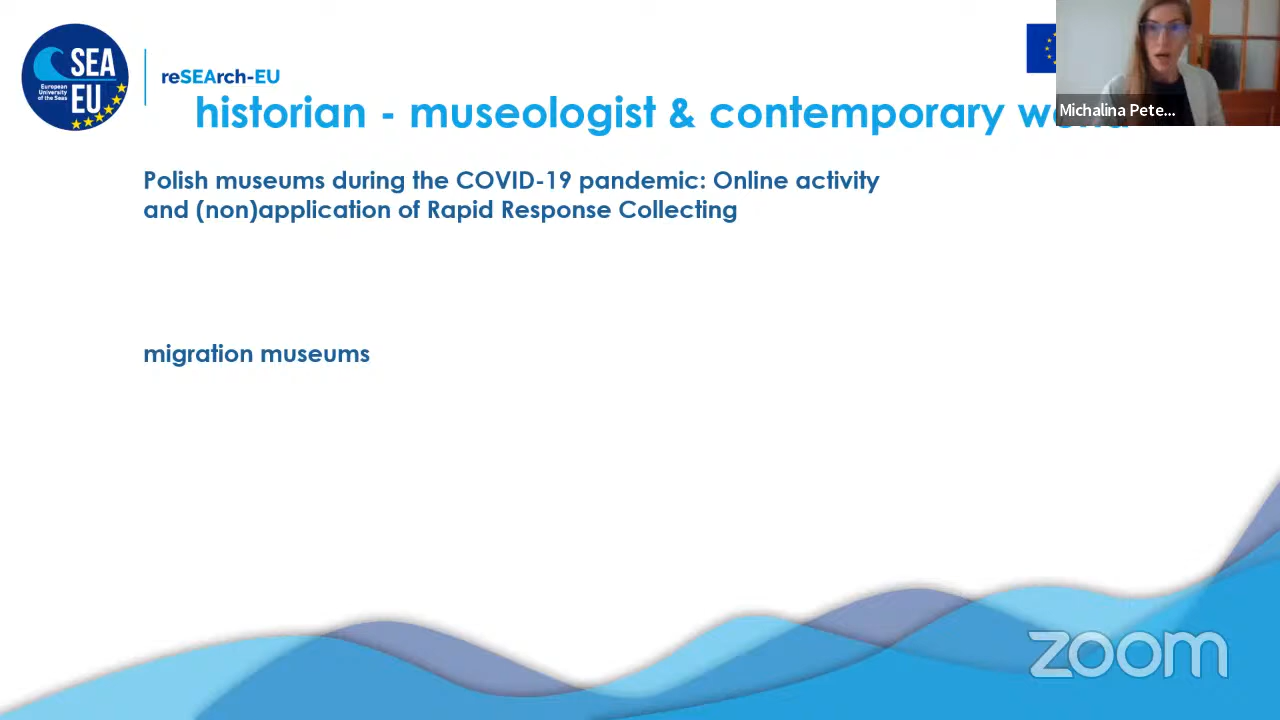 SEA
European
University
of the Seas
EU
reSEArch-EU
historian - museologist & contemporary
Michalina Pete...
Polish museums during the COVID-19 pandemic: Online activity
and (non)application of Rapid Response Collecting
migration museums
zoom